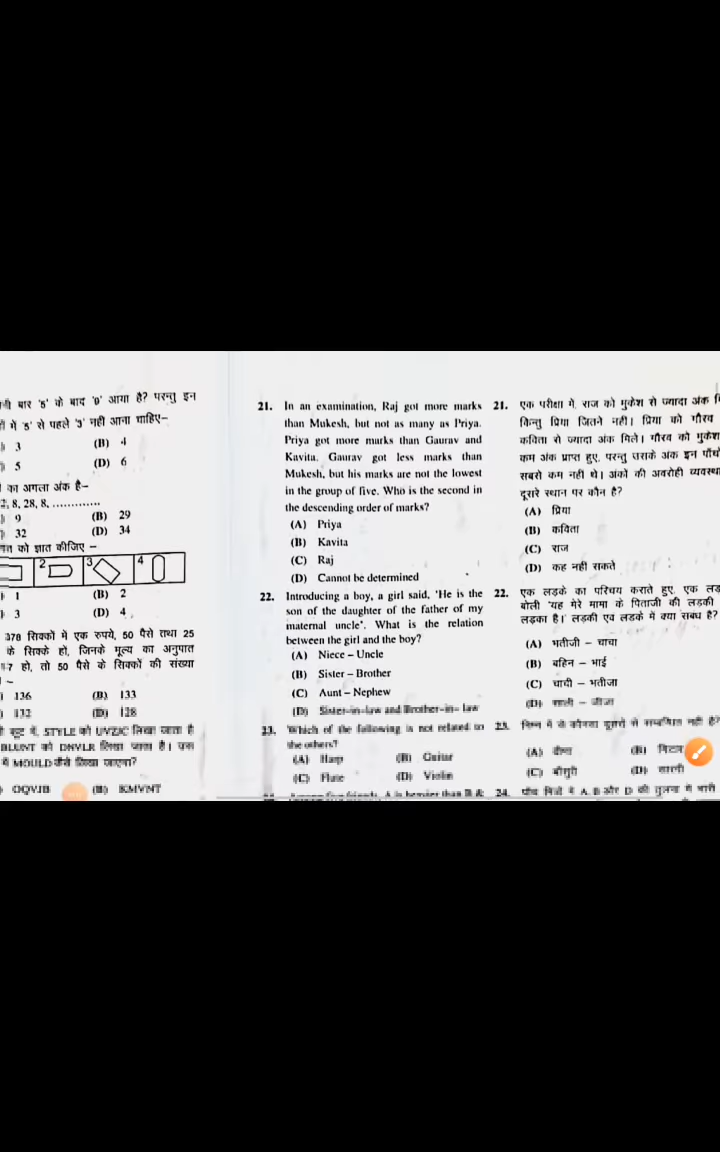 नी बार '5' के बाद '9' आया है? परन्तु इन
में '5' से पहले '3' नही आना चाहिए–
3 (B) 4
5 (D) 6
का अगला अंक है–
8, 28, 8, .............
9 (B) 29
32 (D) 34
को ज्ञात कीजिए –
2 3 4
1 (B) 2
3 (D) 4
378 सिक्कों में एक रुपये, 50 पैसे तथा 25
के सिक्के हों, जिनके मूल्य का अनुपात
7 हो, तो 50 पैसे के सिक्कों की संख्या
–
136 (B) 133
132 (D) 128
कूट में, STYLE को UVZJC लिखा जाता है
BLUNT को DNVLR लिखा जाता है। उस
में MOULD कैसे लिखा जाएगा?
OQVJB (B) KMVNT
21. In an examination, Raj got more marks
than Mukesh, but not as many as Priya.
Priya got more marks than Gaurav and
Kavita. Gaurav got less marks than
Mukesh, but his marks are not the lowest
in the group of five. Who is the second in
the descending order of marks?
(A) Priya
(B) Kavita
(C) Raj
(D) Cannot be determined
22. Introducing a boy, a girl said, 'He is the
son of the daughter of the father of my
maternal uncle'. What is the relation
between the girl and the boy?
(A) Niece – Uncle
(B) Sister – Brother
(C) Aunt – Nephew
(D) Sister-in-law and Brother-in- law
23. Which of the following is not related to
the others?
(A) Harp (B) Guitar
(C) Flute (D) Violin
Among five friends, A is heavier than B &
21. एक परीक्षा में, राज को मुकेश से ज्यादा अंक
किन्तु प्रिया जितने नहीं। प्रिया को गौरव
कविता से ज्यादा अंक मिले। गौरव को मुकेश
कम अंक प्राप्त हुए, परन्तु उसके अंक इन पाँचों
सबसे कम नही थे। अंकों की अवरोही व्यवस्था
दूसरे स्थान पर कौन है?
(A) प्रिया
(B) कविता
(C) राज
(D) कह नही सकते
22. एक लड़के का परिचय कराते हुए, एक लड़
बोली 'यह मेरे मामा के पिताजी की लड़की
लड़का है।' लड़की एवं लडके में क्या संबंध है?
(A) भतीजी – चाचा
(B) बहिन – भाई
(C) चाची – भतीजा
(D) साली – जीजा
23. निम्न में से कौनसा दूसरों से सम्बन्धित नही है?
(A) वीणा (B) गिटार
(C) बाँसुरी (D) सारंगी
24. पाँच मित्रों में A, B और D की तुलना में भारी